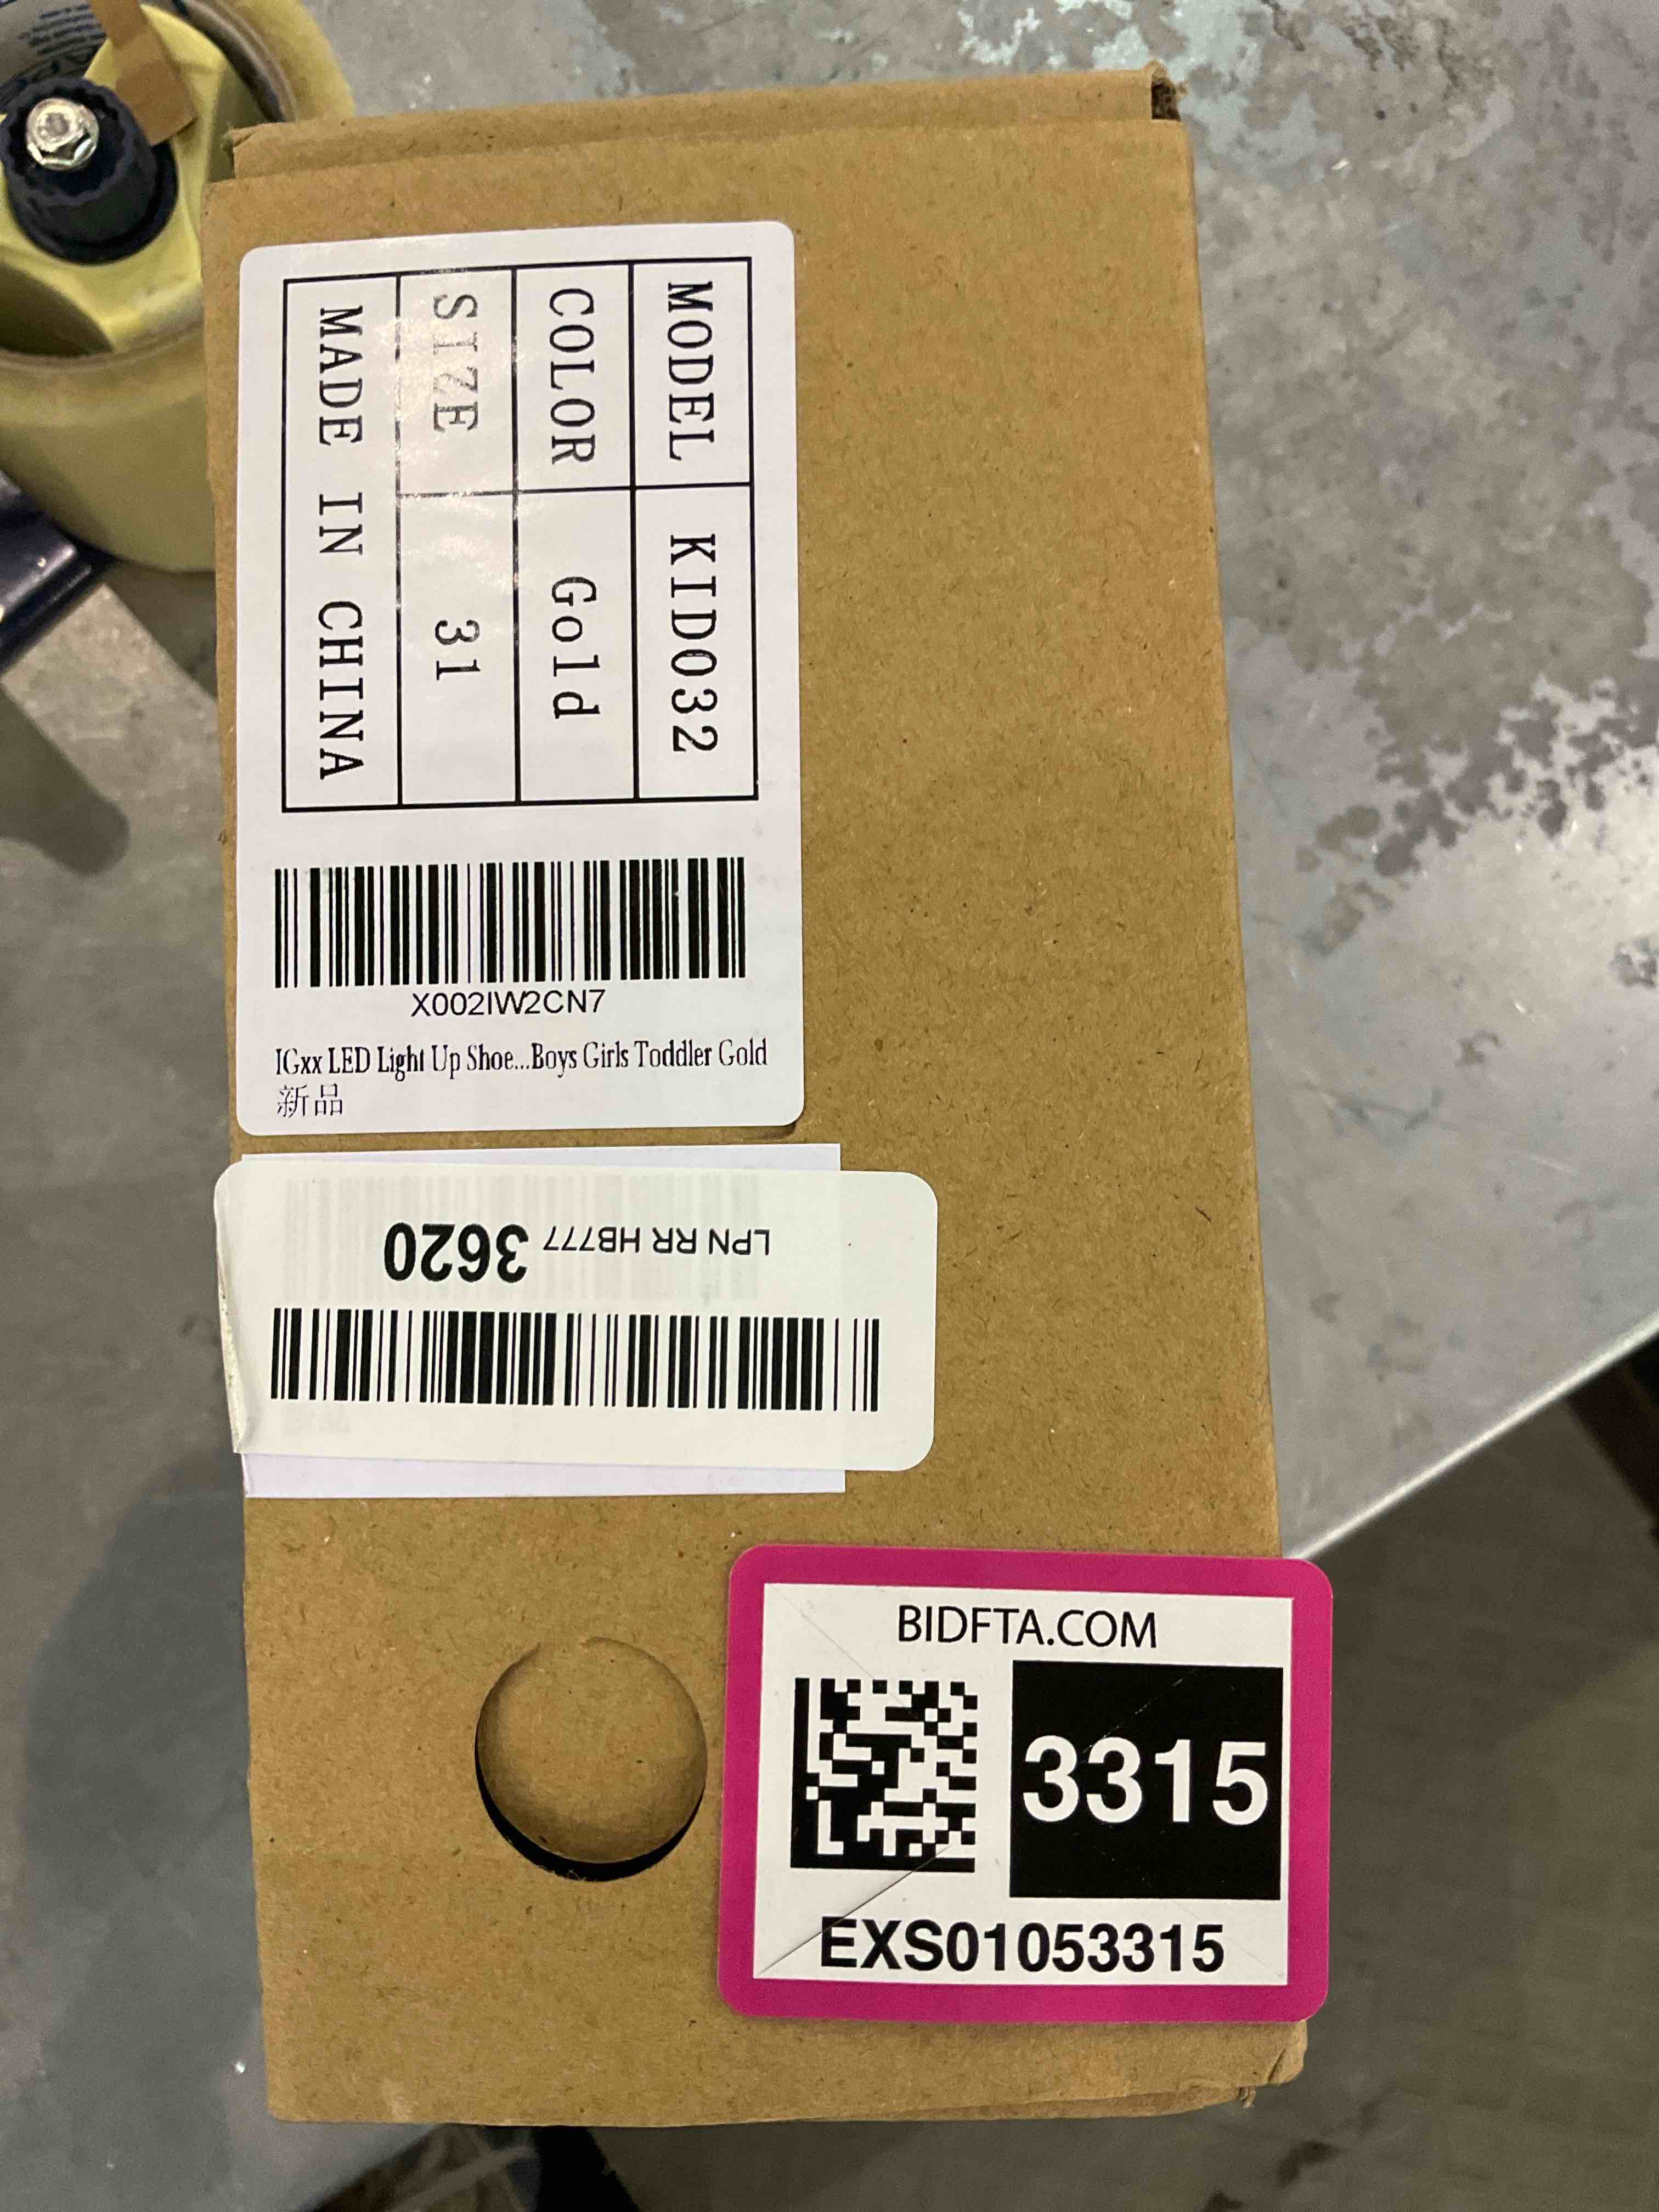 MODEL KID032
COLOR Gold
SIZE 31
MADE IN CHINA
X002IW2CN7
IGxx LED Light Up Shoe...Boys Girls Toddler Gold
新品
LPN RR HB777 3620
BIDFTA.COM
3315
EXS01053315